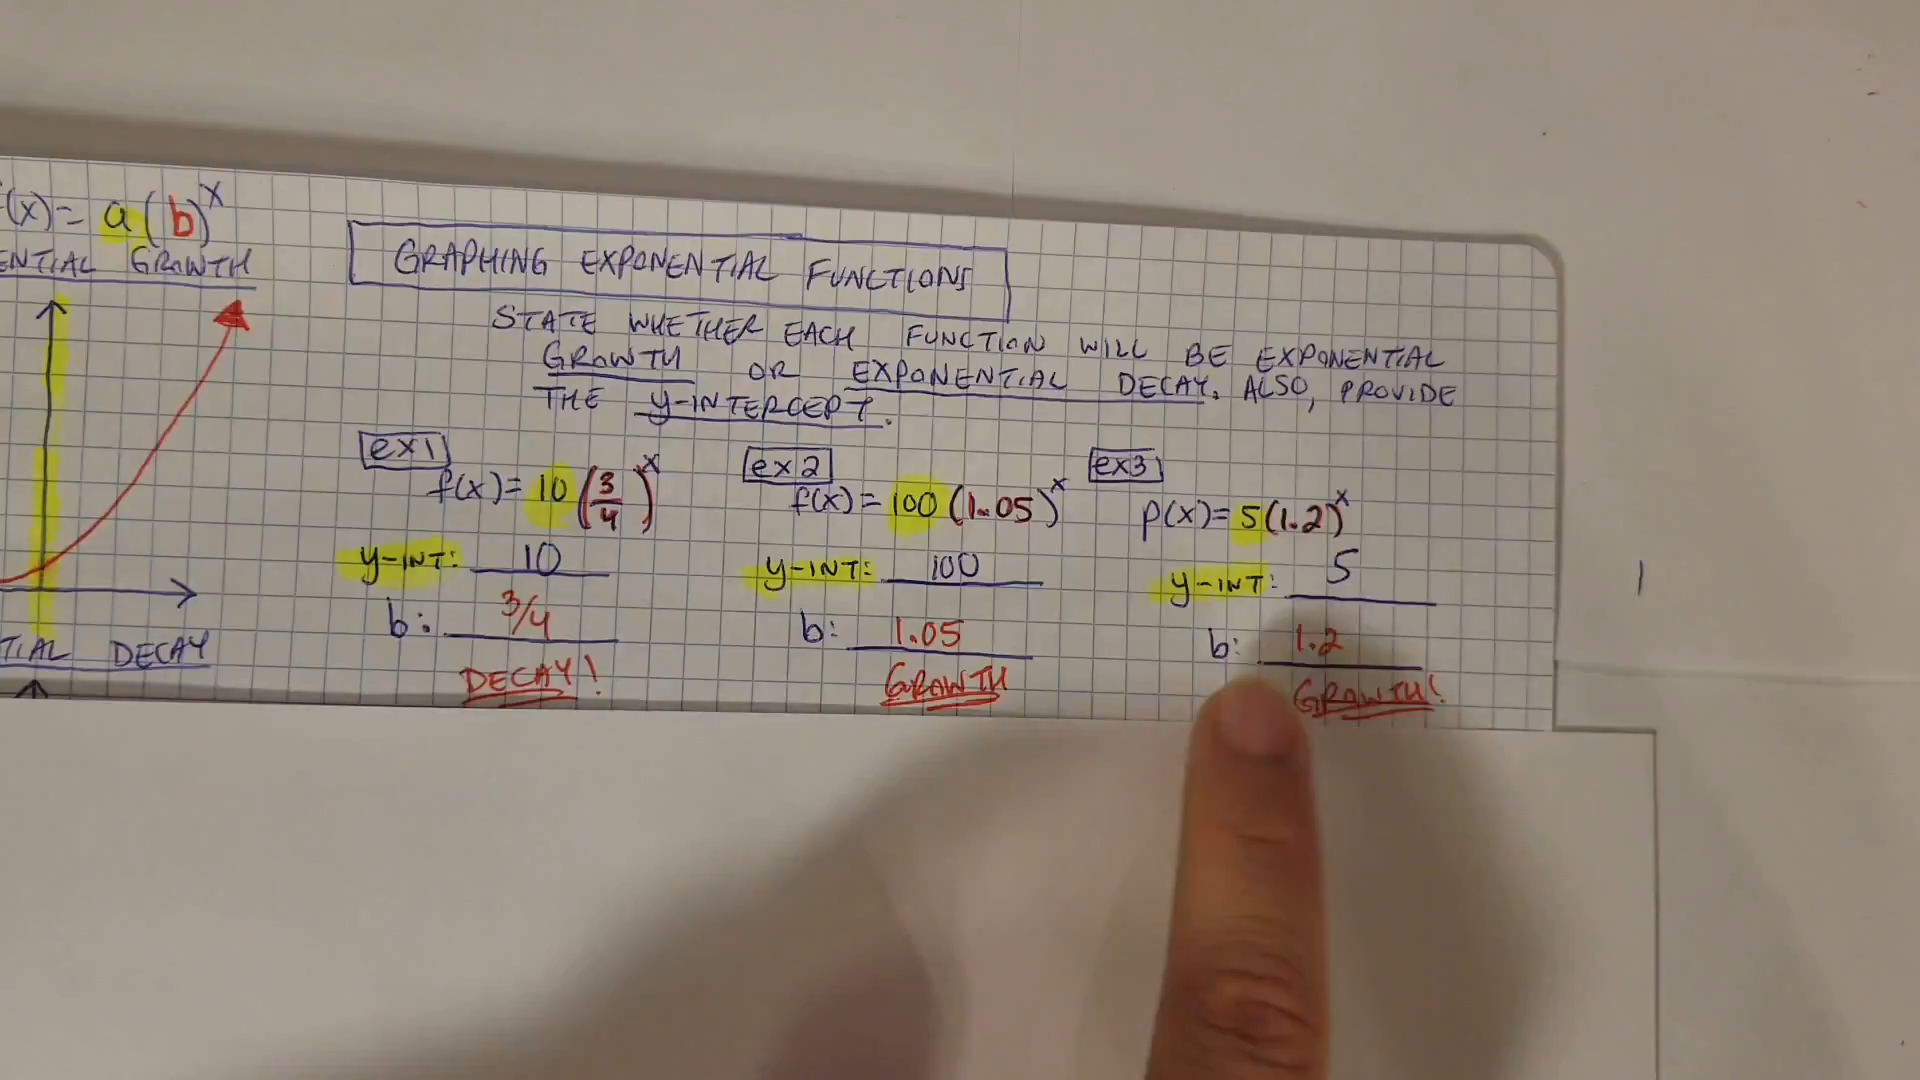 f(x) = a(b)^x
GROWTH
DECAY
GRAPHING EXPONENTIAL FUNCTIONS
STATE WHETHER EACH FUNCTION WILL BE EXPONENTIAL
GROWTH OR EXPONENTIAL DECAY. ALSO, PROVIDE
THE y-INTERCEPT.
ex1
f(x) = 10(3/4)^x
y-INT: 10
b: 3/4
DECAY!
ex2
f(x) = 100(1.05)^x
y-INT: 100
b: 1.05
GROWTH
ex3
p(x) = 5(1.2)^x
y-INT: 5
b: 1.2
GROWTH!